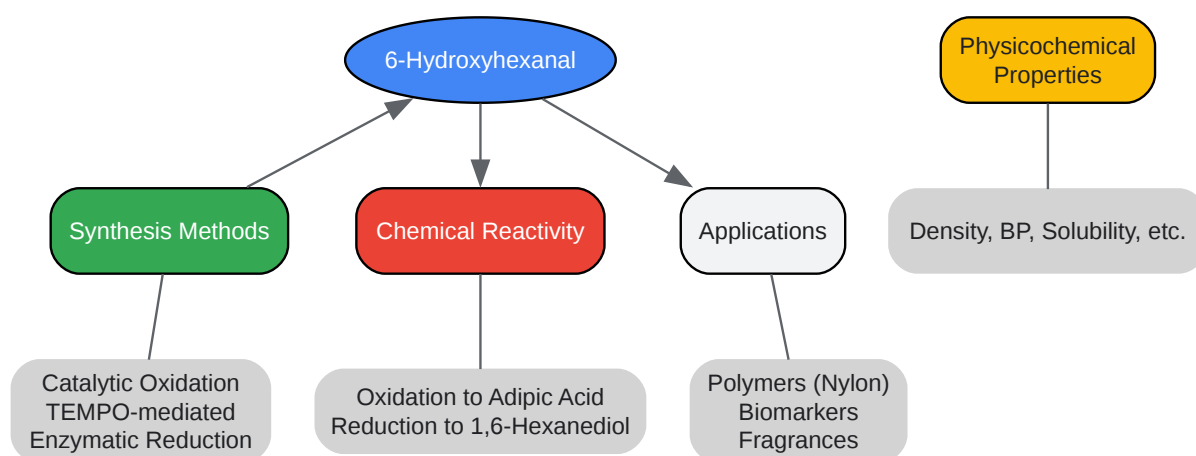 6-Hydroxyhexanal
Physicochemical
Properties
Synthesis Methods
Chemical Reactivity
Applications
Density, BP, Solubility, etc.
Catalytic Oxidation
TEMPO-mediated
Enzymatic Reduction
Oxidation to Adipic Acid
Reduction to 1,6-Hexanediol
Polymers (Nylon)
Biomarkers
Fragrances